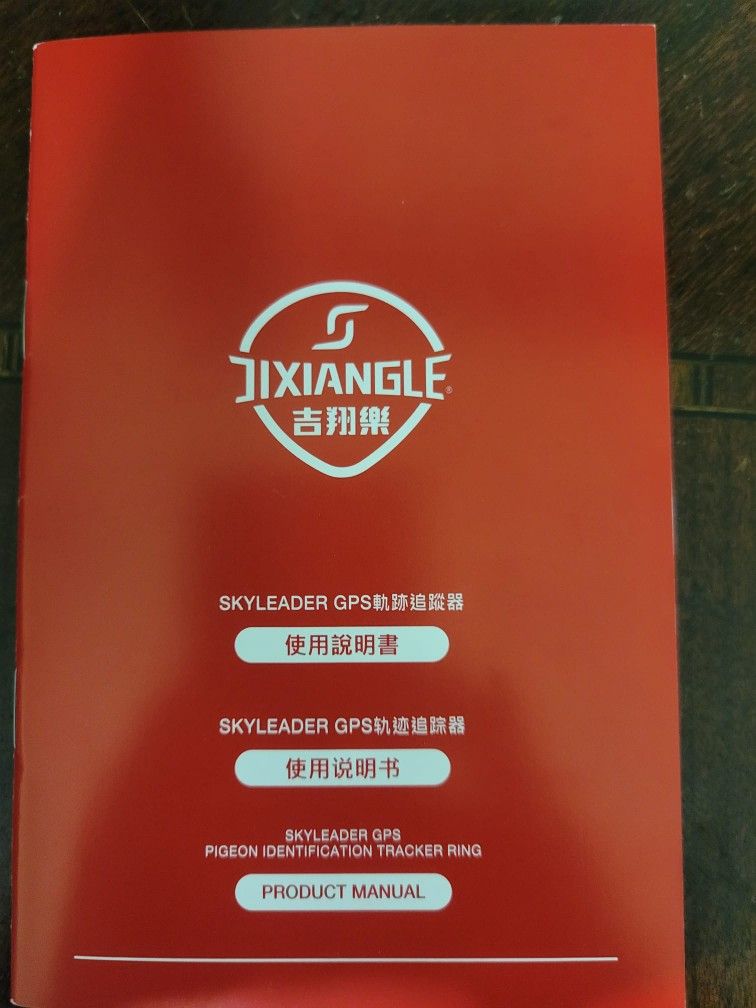 JIXIANGLE®
吉翔樂
SKYLEADER GPS軌跡追蹤器
使用說明書
SKYLEADER GPS轨迹追踪器
使用说明书
SKYLEADER GPS
PIGEON IDENTIFICATION TRACKER RING
PRODUCT MANUAL